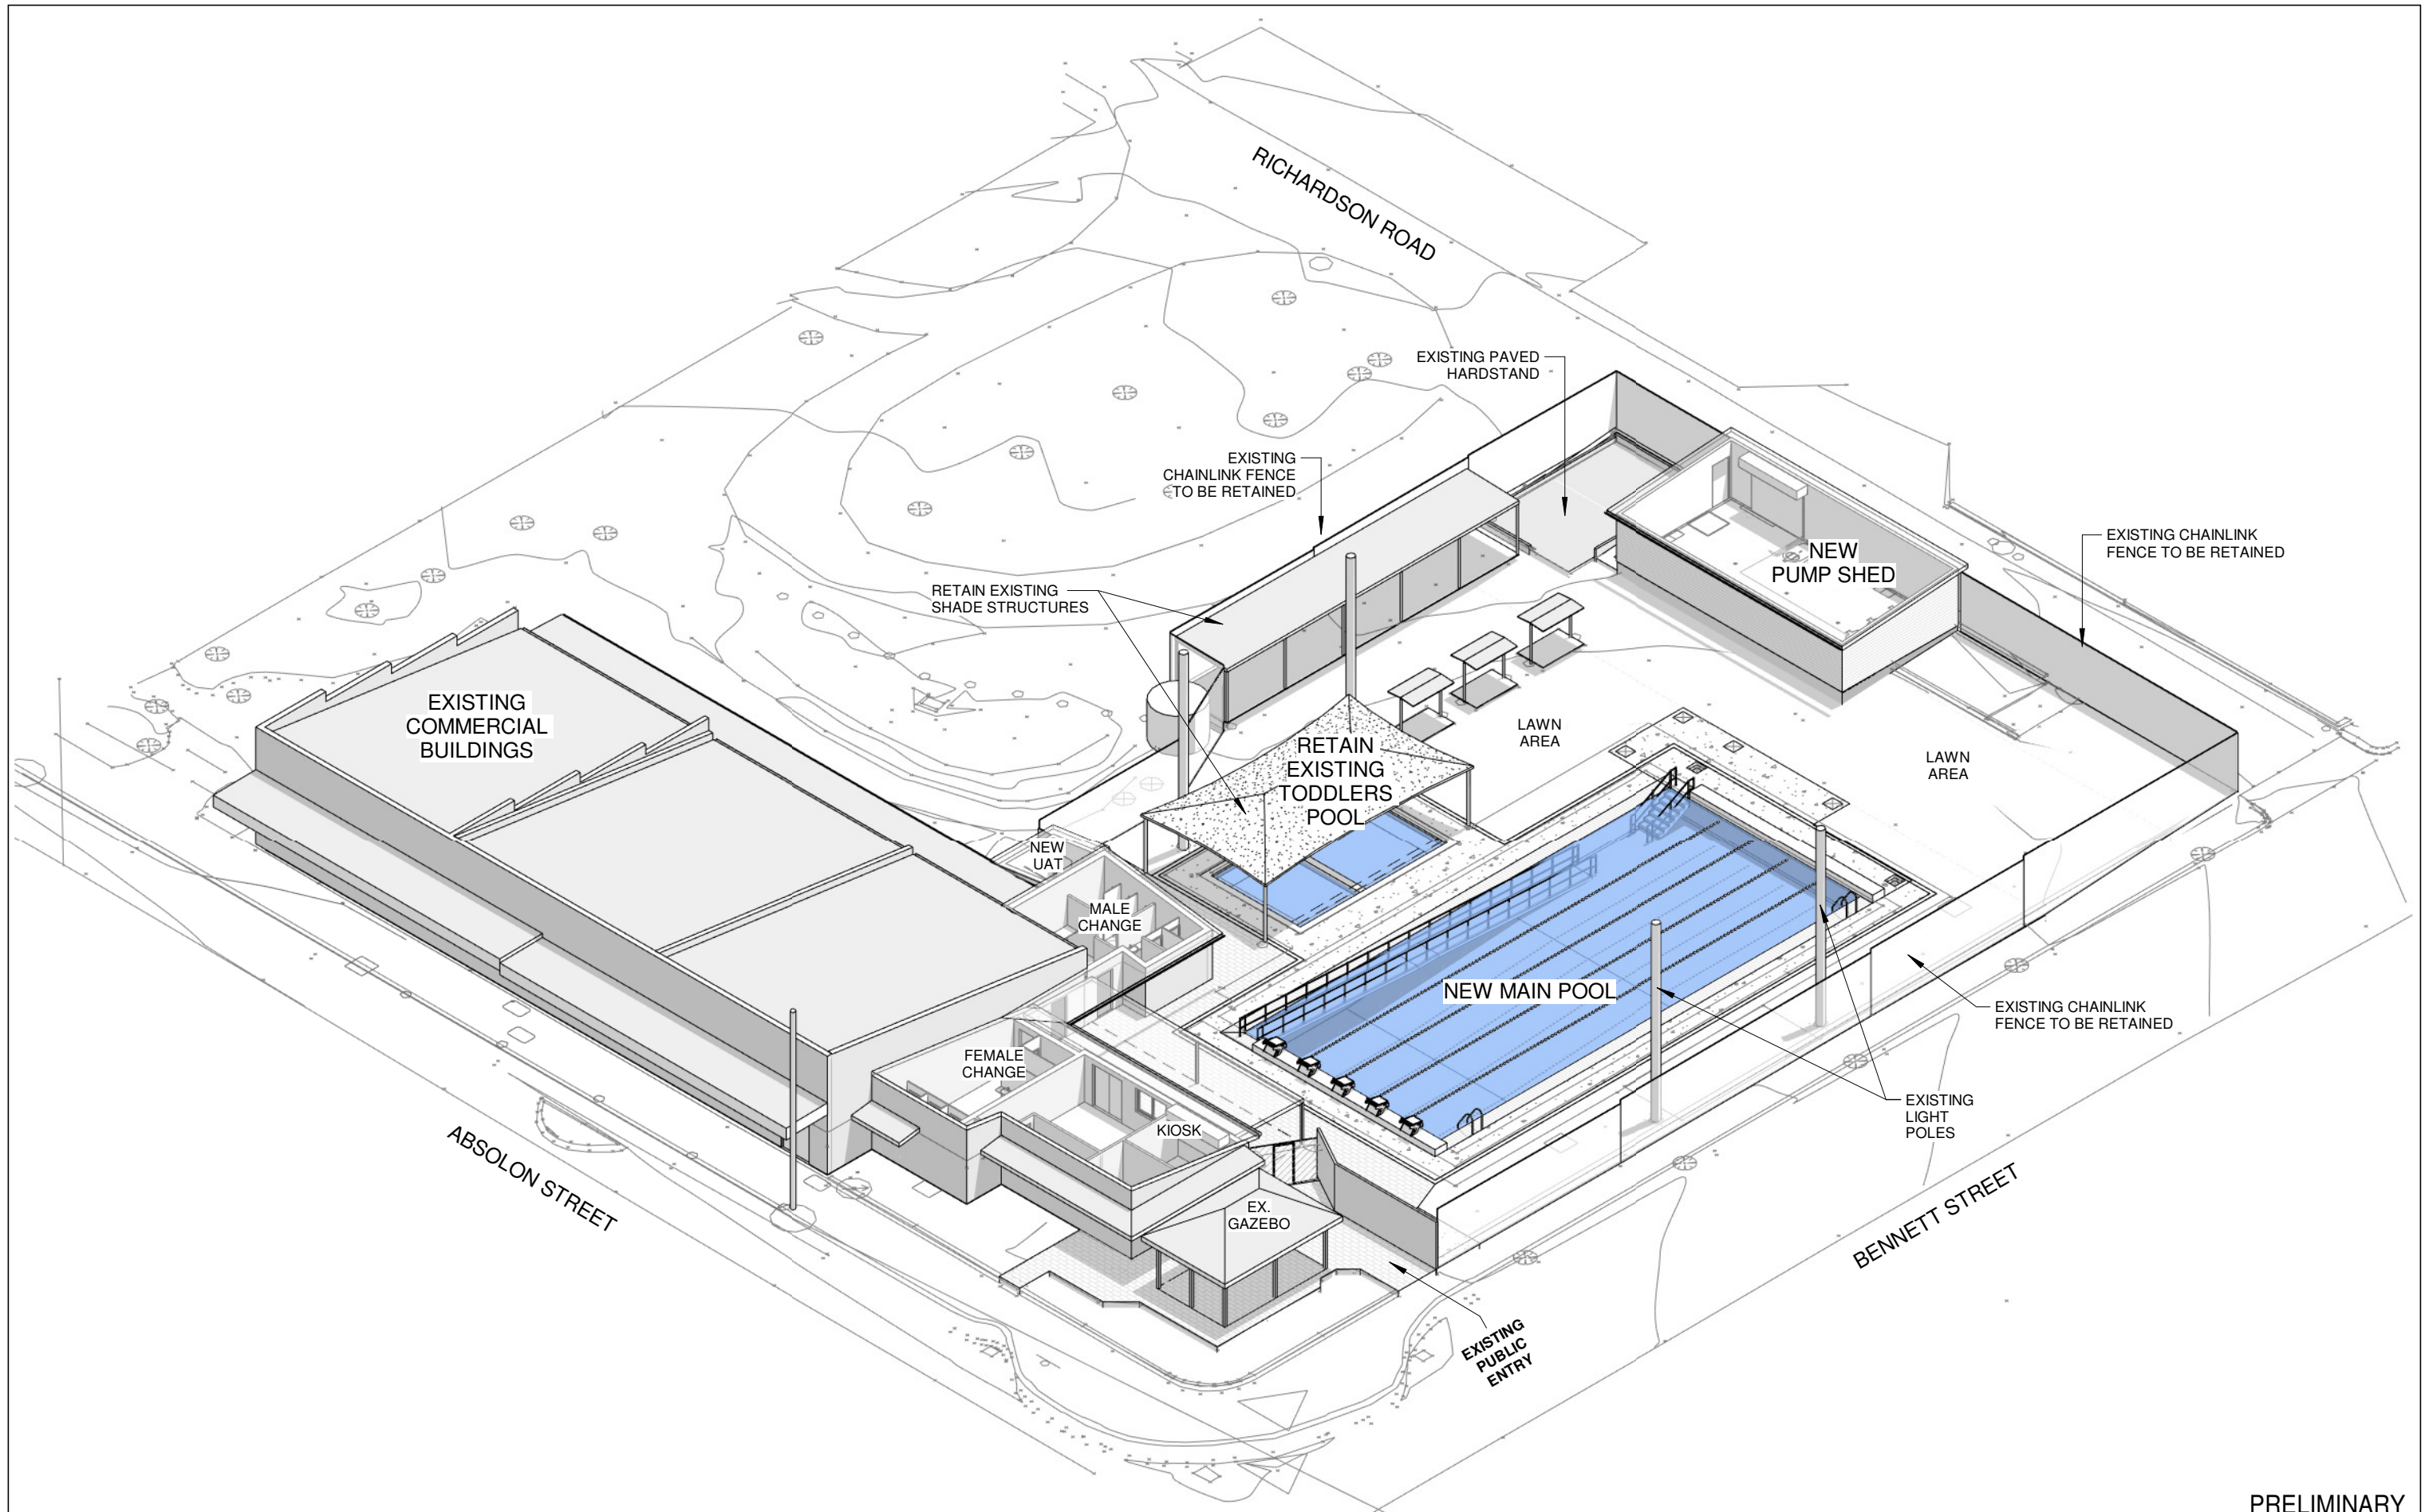 RICHARDSON ROAD
EXISTING PAVED
HARDSTAND
EXISTING
CHAINLINK FENCE
TO BE RETAINED
EXISTING CHAINLINK
FENCE TO BE RETAINED
NEW
PUMP SHED
RETAIN EXISTING
SHADE STRUCTURES
EXISTING
COMMERCIAL
BUILDINGS
RETAIN
EXISTING
TODDLERS
POOL
LAWN
AREA
LAWN
AREA
NEW
UAT
MALE
CHANGE
NEW MAIN POOL
EXISTING CHAINLINK
FENCE TO BE RETAINED
FEMALE
CHANGE
KIOSK
EXISTING
LIGHT
POLES
ABSOLON STREET
EX.
GAZEBO
BENNETT STREET
EXISTING
PUBLIC
ENTRY
PRELIMINARY